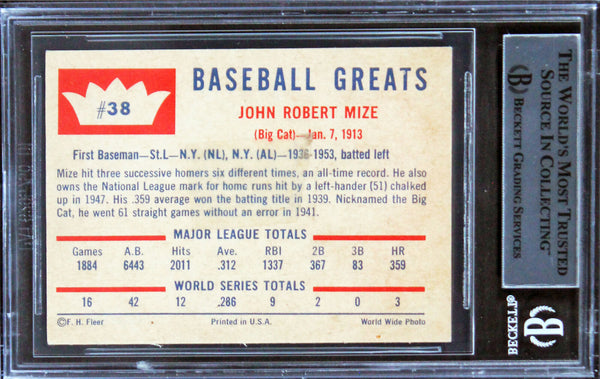 BASEBALL GREATS
#38
JOHN ROBERT MIZE
(Big Cat)—Jan. 7, 1913
First Baseman—St.L—N.Y. (NL), N.Y. (AL)—1936-1953, batted left
Mize hit three successive homers six different times, an all-time record. He also
owns the National League mark for home runs hit by a left-hander (51) chalked
up in 1947. His .359 average won the batting title in 1939. Nicknamed the Big
Cat, he went 61 straight games without an error in 1941.
MAJOR LEAGUE TOTALS
Games A.B. Hits Ave. RBI 2B 3B HR
1884 6443 2011 .312 1337 367 83 359
WORLD SERIES TOTALS
16 42 12 .286 9 2 0 3
©F. H. Fleer Printed in U.S.A. World Wide Photo
THE WORLD'S MOST TRUSTED
SOURCE IN COLLECTING™
B
BECKETT GRADING SERVICES
BECKETT®
B